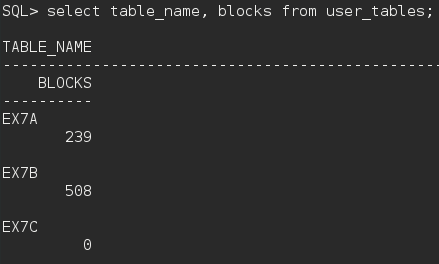 SQL> select table_name, blocks from user_tables;
TABLE_NAME
-------------------------------------------------
BLOCKS
----------
EX7A
239
EX7B
508
EX7C
0